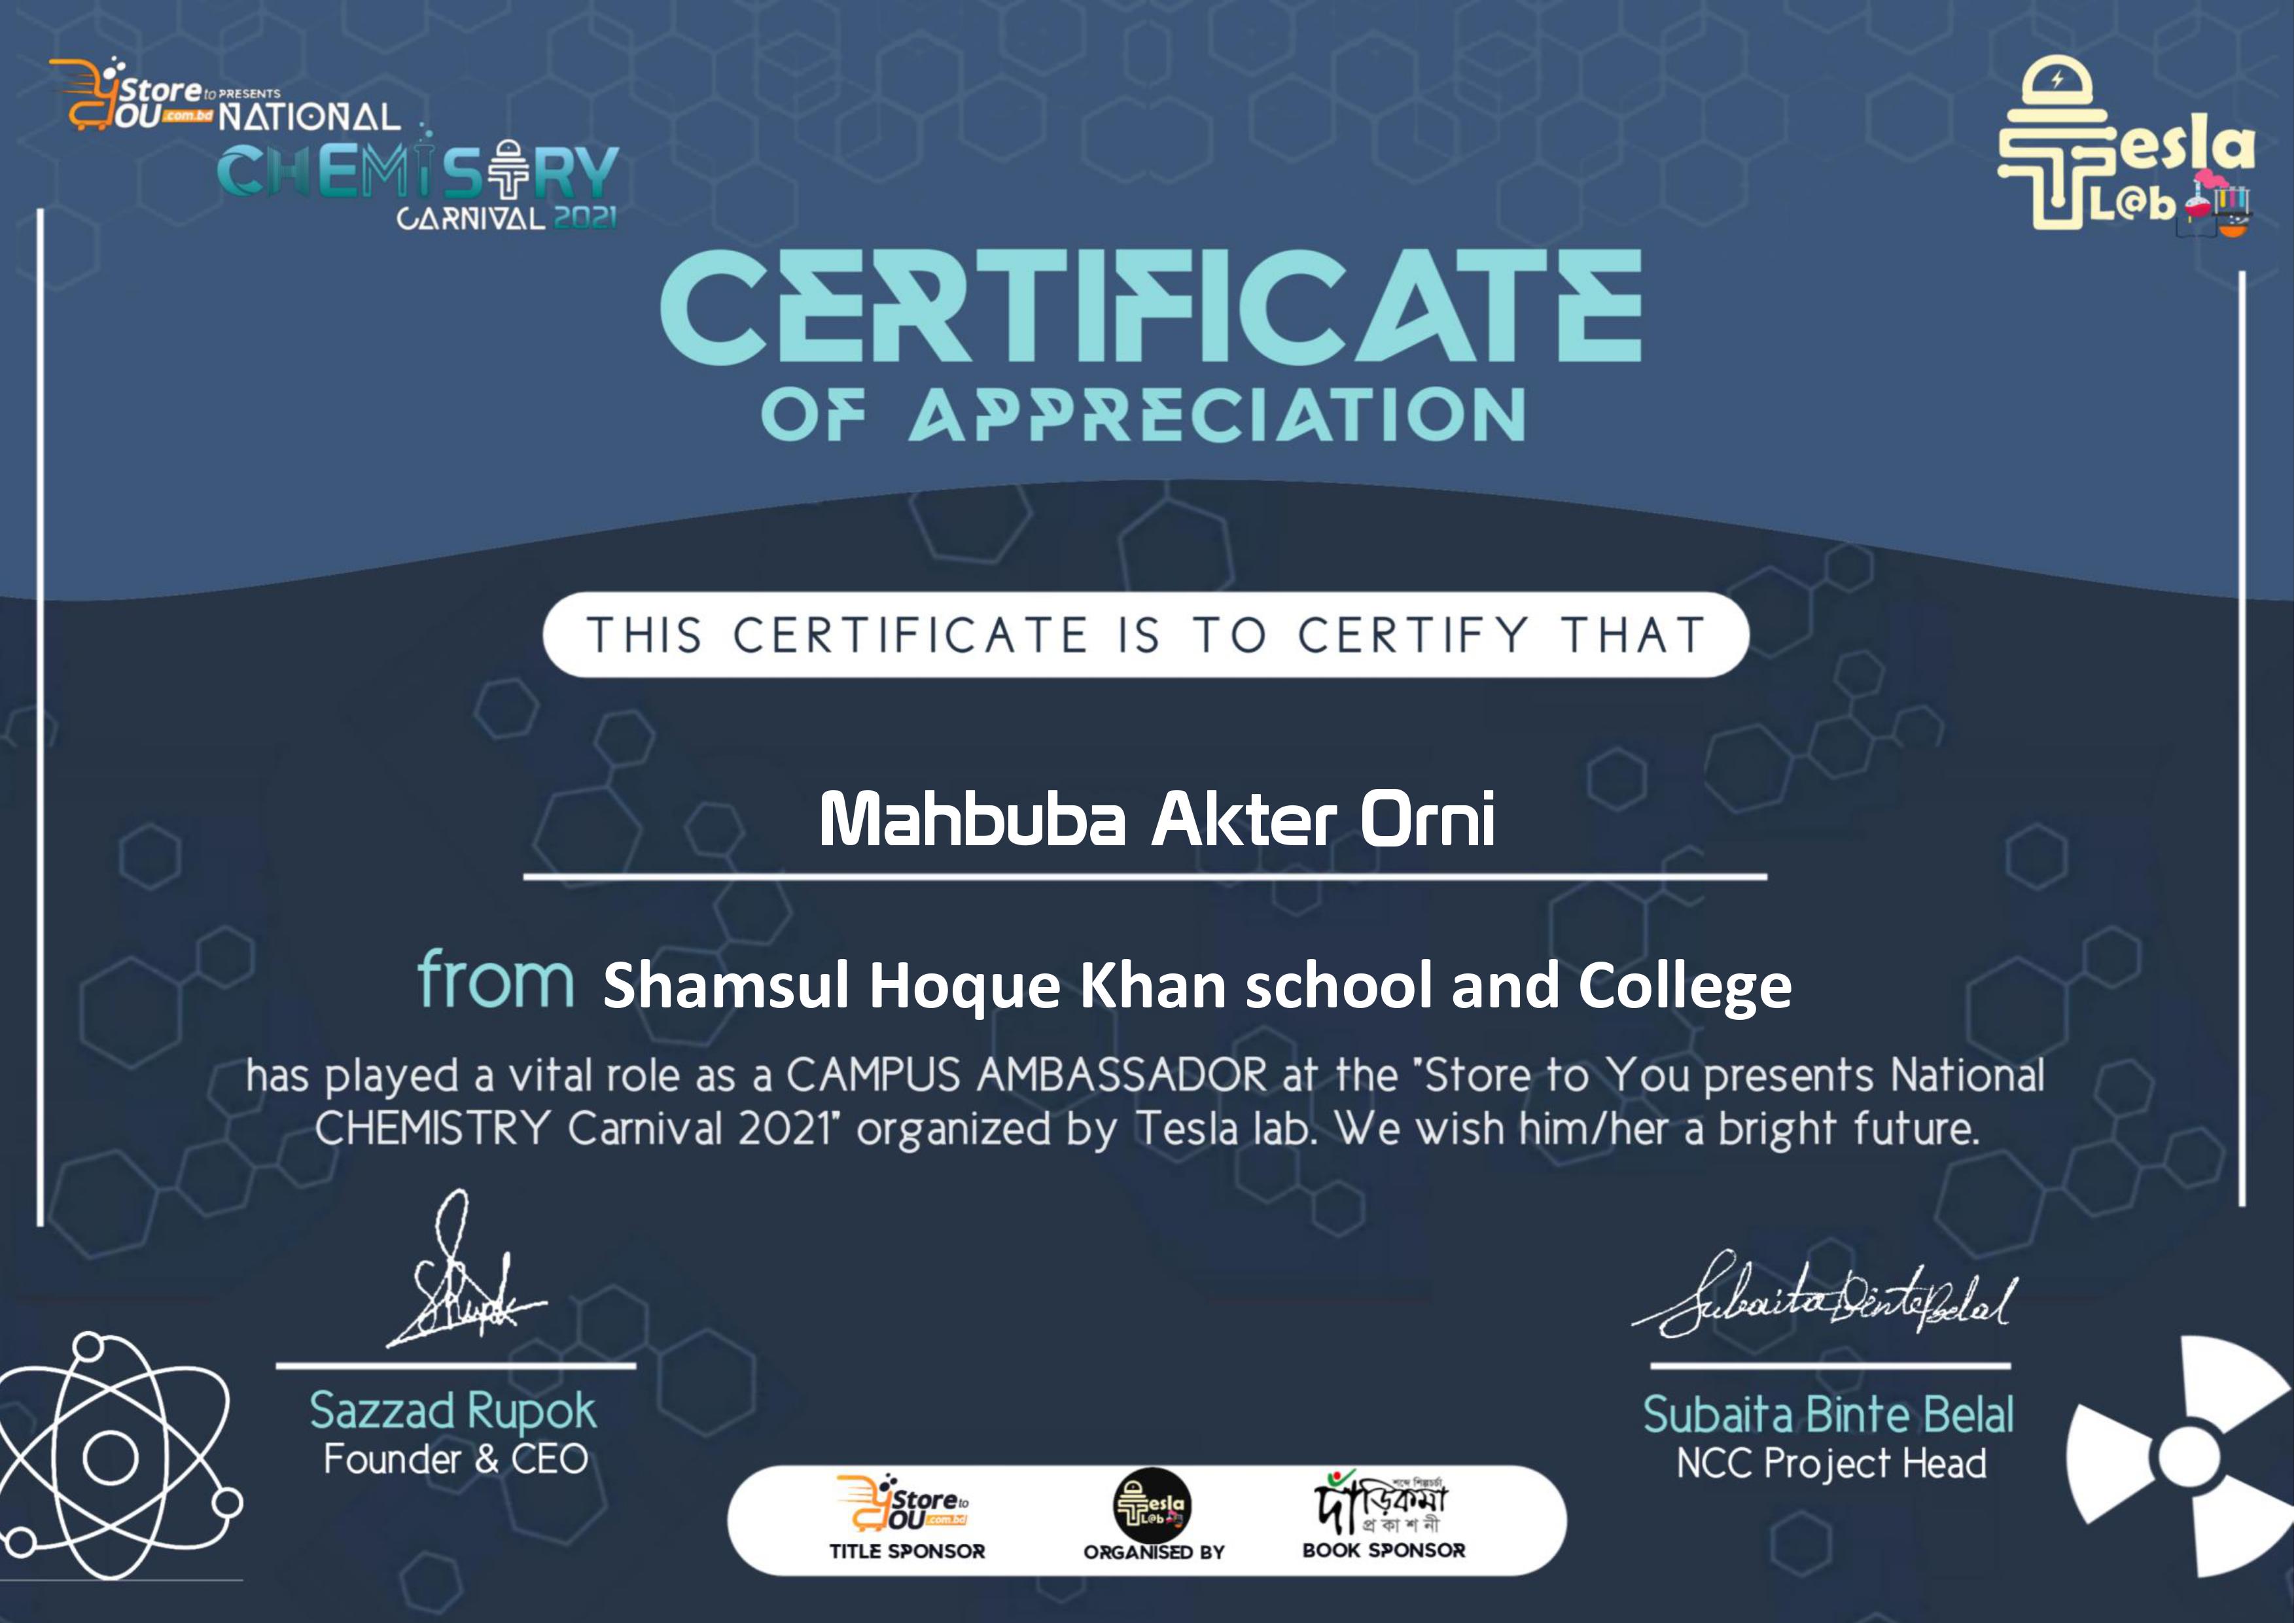 Store to PRESENTS
YOU .com.bd NATIONAL
CHEMISTRY
CARNIVAL 2021
Tesla
L@b
CERTIFICATE
OF APPRECIATION
THIS CERTIFICATE IS TO CERTIFY THAT
Mahbuba Akter Orni
from Shamsul Hoque Khan school and College
has played a vital role as a CAMPUS AMBASSADOR at the "Store to You presents National
CHEMISTRY Carnival 2021" organized by Tesla lab. We wish him/her a bright future.
Subaita Binte Belal
Sazzad Rupok
Founder & CEO
Subaita Binte Belal
NCC Project Head
Store to
YOU .com.bd
TITLE SPONSOR
Tesla
L@b
ORGANISED BY
শব্দে শিল্পচর্চা
দাঁড়িকমা
প্রকাশনী
BOOK SPONSOR